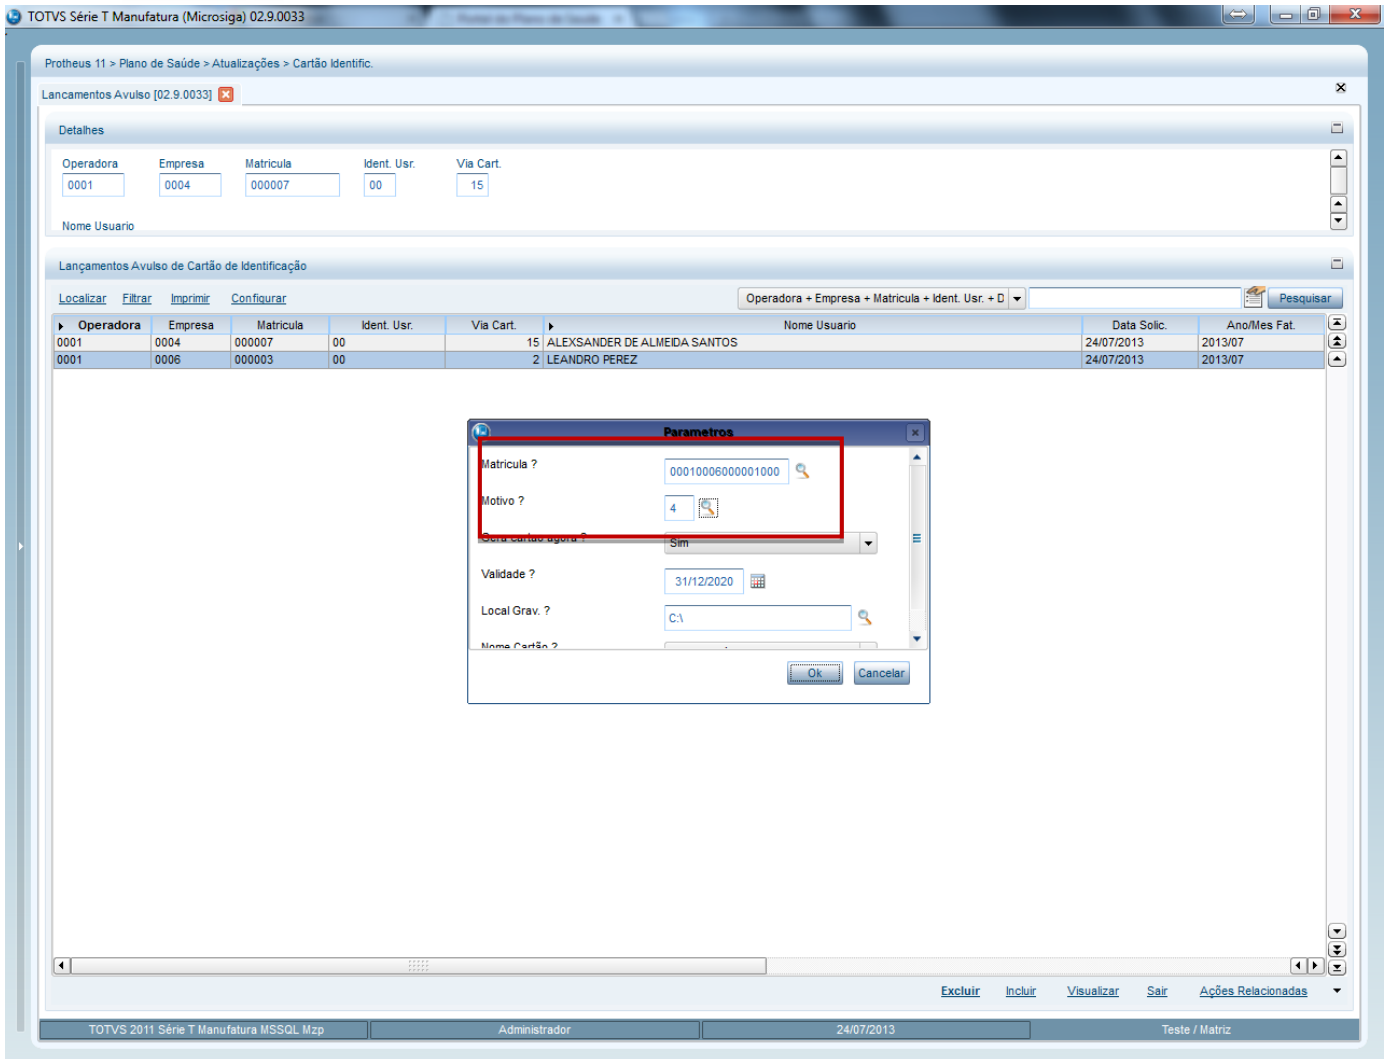 TOTVS Série T Manufatura (Microsiga) 02.9.0033
Protheus 11 > Plano de Saúde > Atualizações > Cartão Identific.
Lancamentos Avulso [02.9.0033]
Detalhes
Operadora Empresa Matricula Ident. Usr. Via Cart.
0001 0004 000007 00 15
Nome Usuario
Lançamentos Avulso de Cartão de Identificação
Localizar Filtrar Imprimir Configurar Operadora + Empresa + Matricula + Ident. Usr. + D Pesquisar
Operadora Empresa Matricula Ident. Usr. Via Cart. Nome Usuario Data Solic. Ano/Mes Fat.
0001 0004 000007 00 15 ALEXSANDER DE ALMEIDA SANTOS 24/07/2013 2013/07
0001 0006 000003 00 2 LEANDRO PEREZ 24/07/2013 2013/07
Parametros
Matricula ? 00010006000001000
Motivo ? 4
Gera cartão agora ? Sim
Validade ? 31/12/2020
Local Grav. ? C:\
Nome Cartão ?
Ok Cancelar
Excluir Incluir Visualizar Sair Ações Relacionadas
TOTVS 2011 Série T Manufatura MSSQL Mzp Administrador 24/07/2013 Teste / Matriz